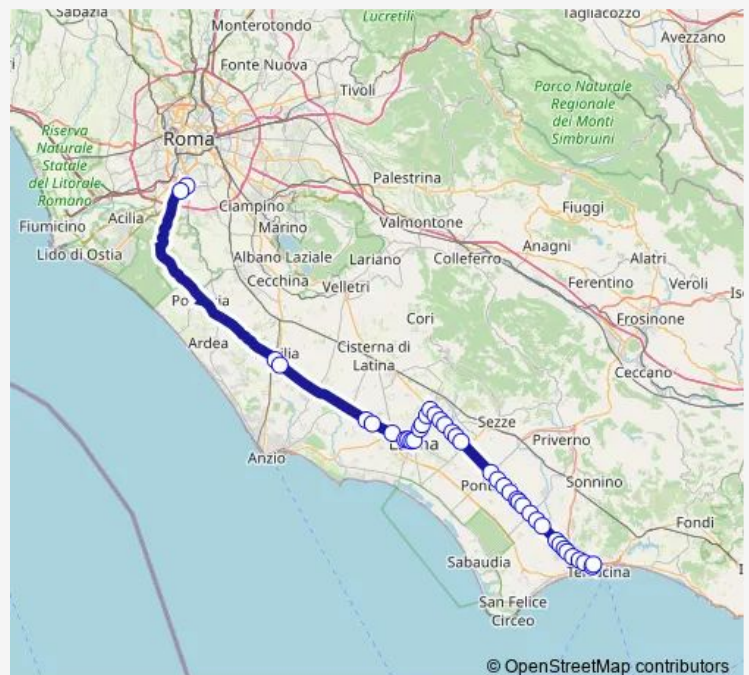 Sabazia
Monterotondo
Lucretili
Tagliacozzo
Avezzano
Fonte Nuova
Tivoli
Parco Naturale
Regionale
dei Monti
Simbruini
Roma
Riserva
Naturale
Statale
del Litorale
Romano
Palestrina
Fiuggi
Fiumicino
Acilia
Ciampino
Marino
Valmontone
Anagni
Alatri
Lido di Ostia
Albano Laziale
Lariano
Colleferro
Ferentino
Veroli
Cecchina
Velletri
Frosinone
Cori
Ardea
Cisterna di
Latina
Ceccano
Sezze
Priverno
Anzio
Sonnino
Pont
Fondi
Sabaudia
San Felice
Circeo
© OpenStreetMap contributors